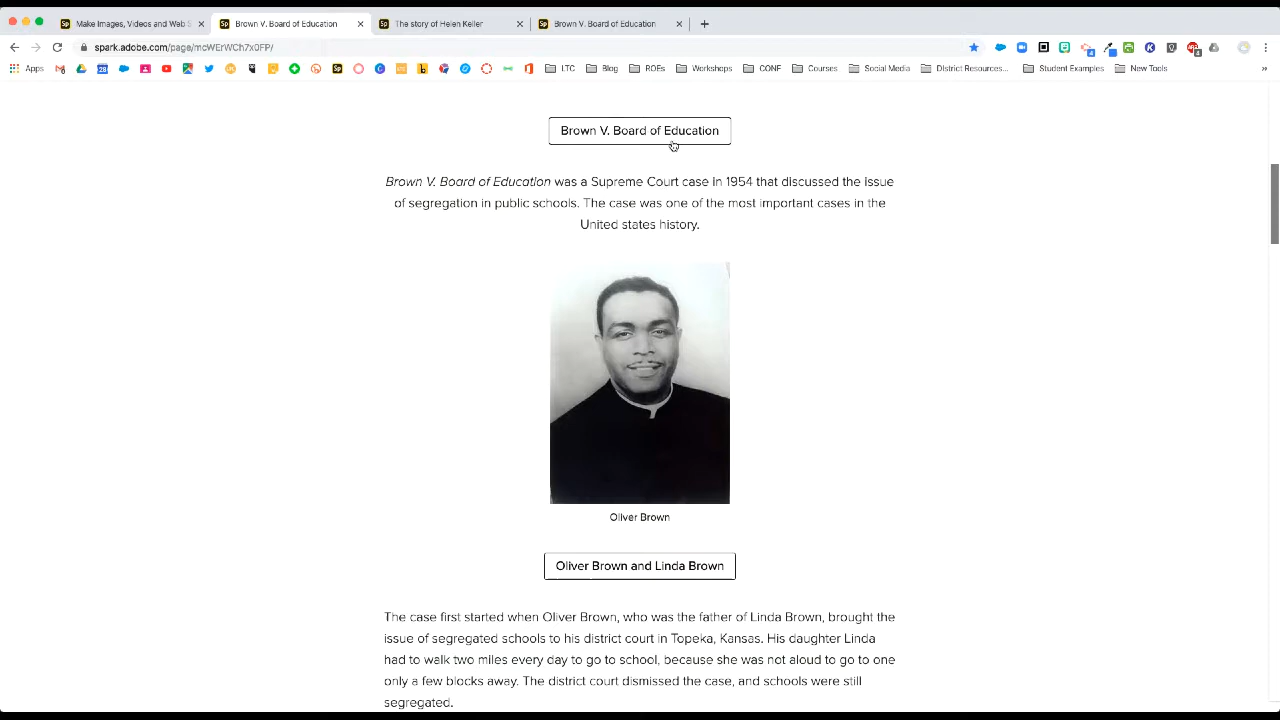 Make Images, Videos and Web S
Brown V. Board of Education
The story of Helen Keller
Brown V. Board of Education
spark.adobe.com/page/mcWErWCh7x0FP/
Apps
LTC
Blog
ROEs
Workshops
CONF
Courses
Social Media
District Resources...
Student Examples
New Tools
Brown V. Board of Education
Brown V. Board of Education was a Supreme Court case in 1954 that discussed the issue
of segregation in public schools. The case was one of the most important cases in the
United states history.
Oliver Brown
Oliver Brown and Linda Brown
The case first started when Oliver Brown, who was the father of Linda Brown, brought the
issue of segregated schools to his district court in Topeka, Kansas. His daughter Linda
had to walk two miles every day to go to school, because she was not aloud to go to one
only a few blocks away. The district court dismissed the case, and schools were still
segregated.